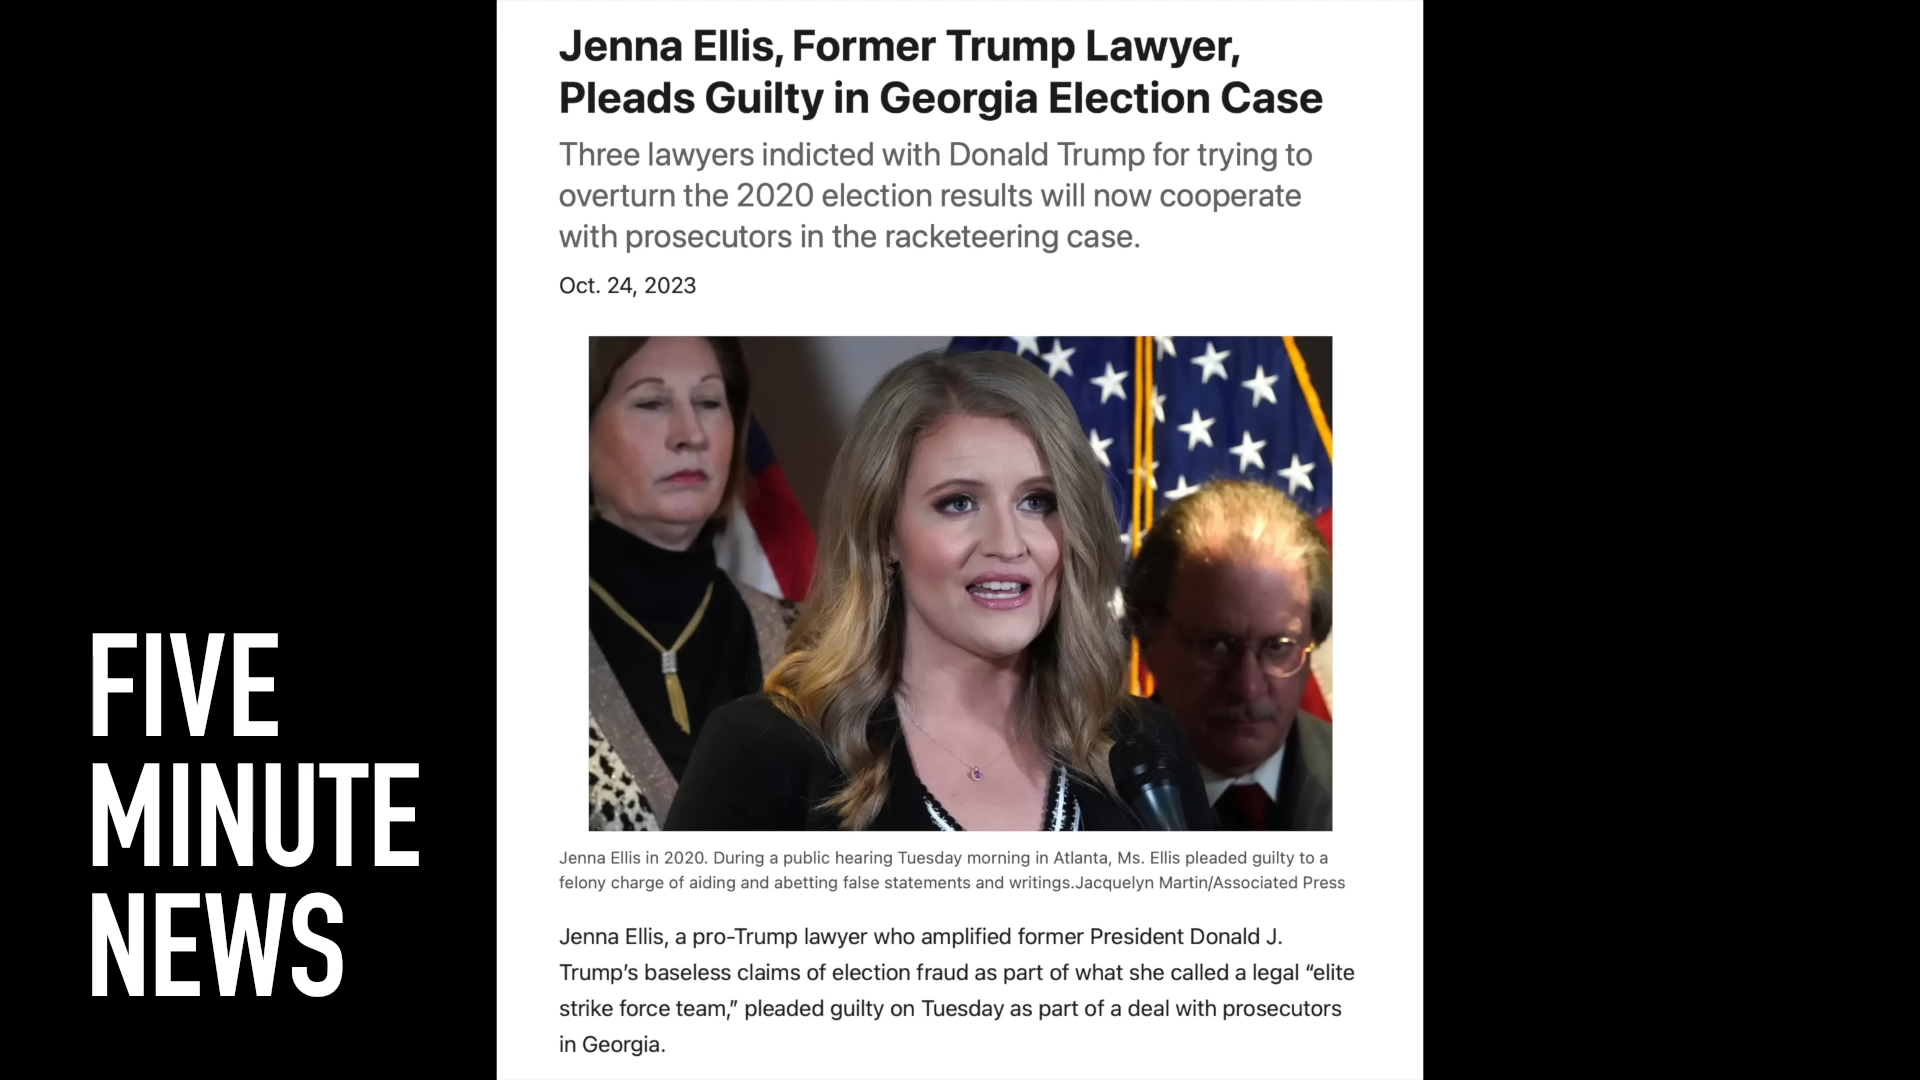 Jenna Ellis, Former Trump Lawyer,
Pleads Guilty in Georgia Election Case
Three lawyers indicted with Donald Trump for trying to
overturn the 2020 election results will now cooperate
with prosecutors in the racketeering case.
Oct. 24, 2023
Jenna Ellis in 2020. During a public hearing Tuesday morning in Atlanta, Ms. Ellis pleaded guilty to a
felony charge of aiding and abetting false statements and writings.Jacquelyn Martin/Associated Press
Jenna Ellis, a pro-Trump lawyer who amplified former President Donald J.
Trump’s baseless claims of election fraud as part of what she called a legal “elite
strike force team,” pleaded guilty on Tuesday as part of a deal with prosecutors
in Georgia.
FIVE
MINUTE
NEWS